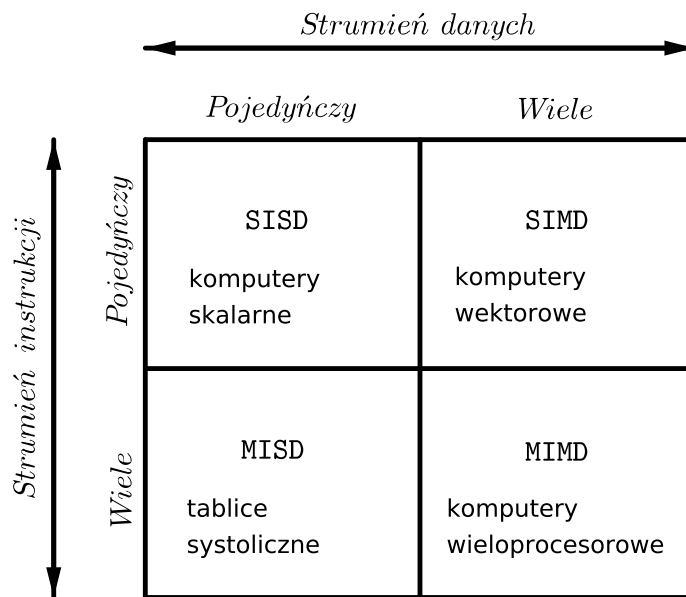 Strumień danych
Pojedyńczy
Wiele
Strumień instrukcji
Pojedyńczy
SISD
komputery
skalarne
SIMD
komputery
wektorowe
Wiele
MISD
tablice
systoliczne
MIMD
komputery
wieloprocesorowe